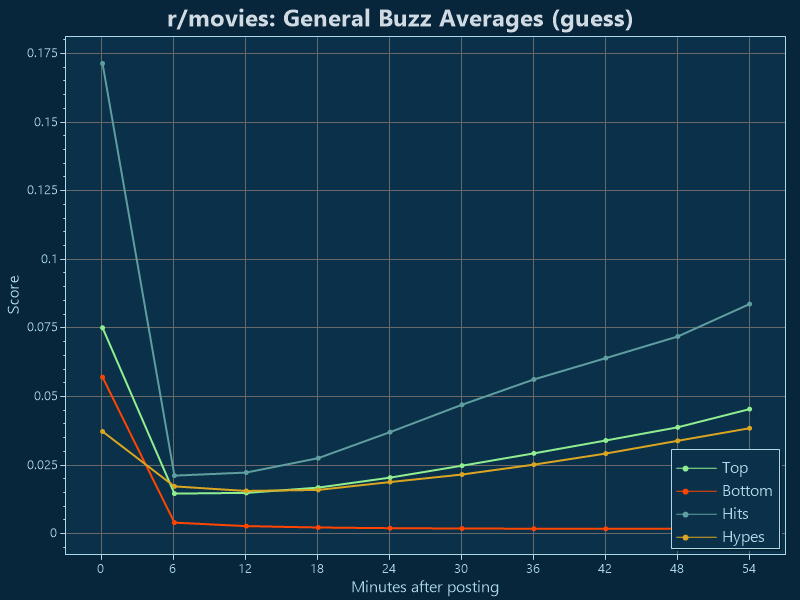 r/movies: General Buzz Averages (guess)
0.175
0.15
0.125
0.1
0.075
0.05
0.025
0
Score
Top
Bottom
Hits
Hypes
0 6 12 18 24 30 36 42 48 54
Minutes after posting